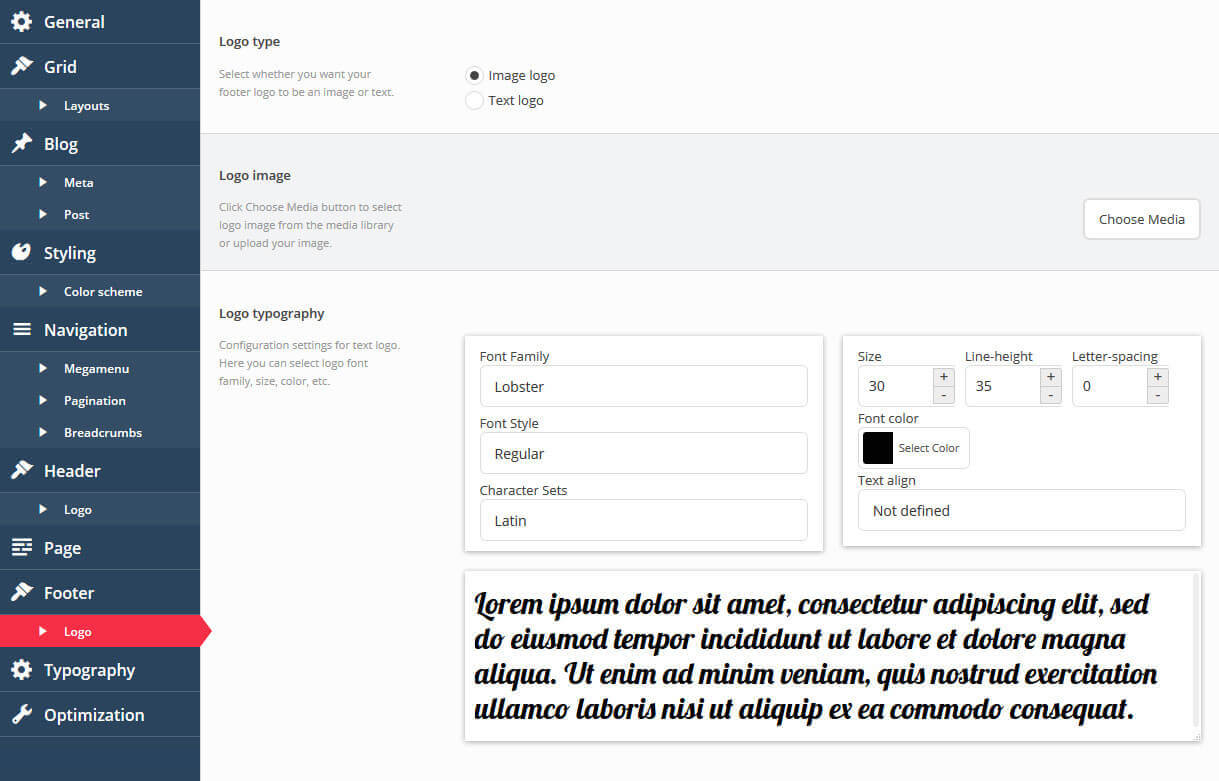 General
Grid
Layouts
Blog
Meta
Post
Styling
Color scheme
Navigation
Megamenu
Pagination
Breadcrumbs
Header
Logo
Page
Footer
Logo
Typography
Optimization
Logo type
Select whether you want your
footer logo to be an image or text.
Image logo
Text logo
Logo image
Click Choose Media button to select
logo image from the media library
or upload your image.
Choose Media
Logo typography
Configuration settings for text logo.
Here you can select logo font
family, size, color, etc.
Font Family
Lobster
Font Style
Regular
Character Sets
Latin
Size Line-height Letter-spacing
30 + - 35 + - 0 + -
Font color
Select Color
Text align
Not defined
Lorem ipsum dolor sit amet, consectetur adipiscing elit, sed
do eiusmod tempor incididunt ut labore et dolore magna
aliqua. Ut enim ad minim veniam, quis nostrud exercitation
ullamco laboris nisi ut aliquip ex ea commodo consequat.